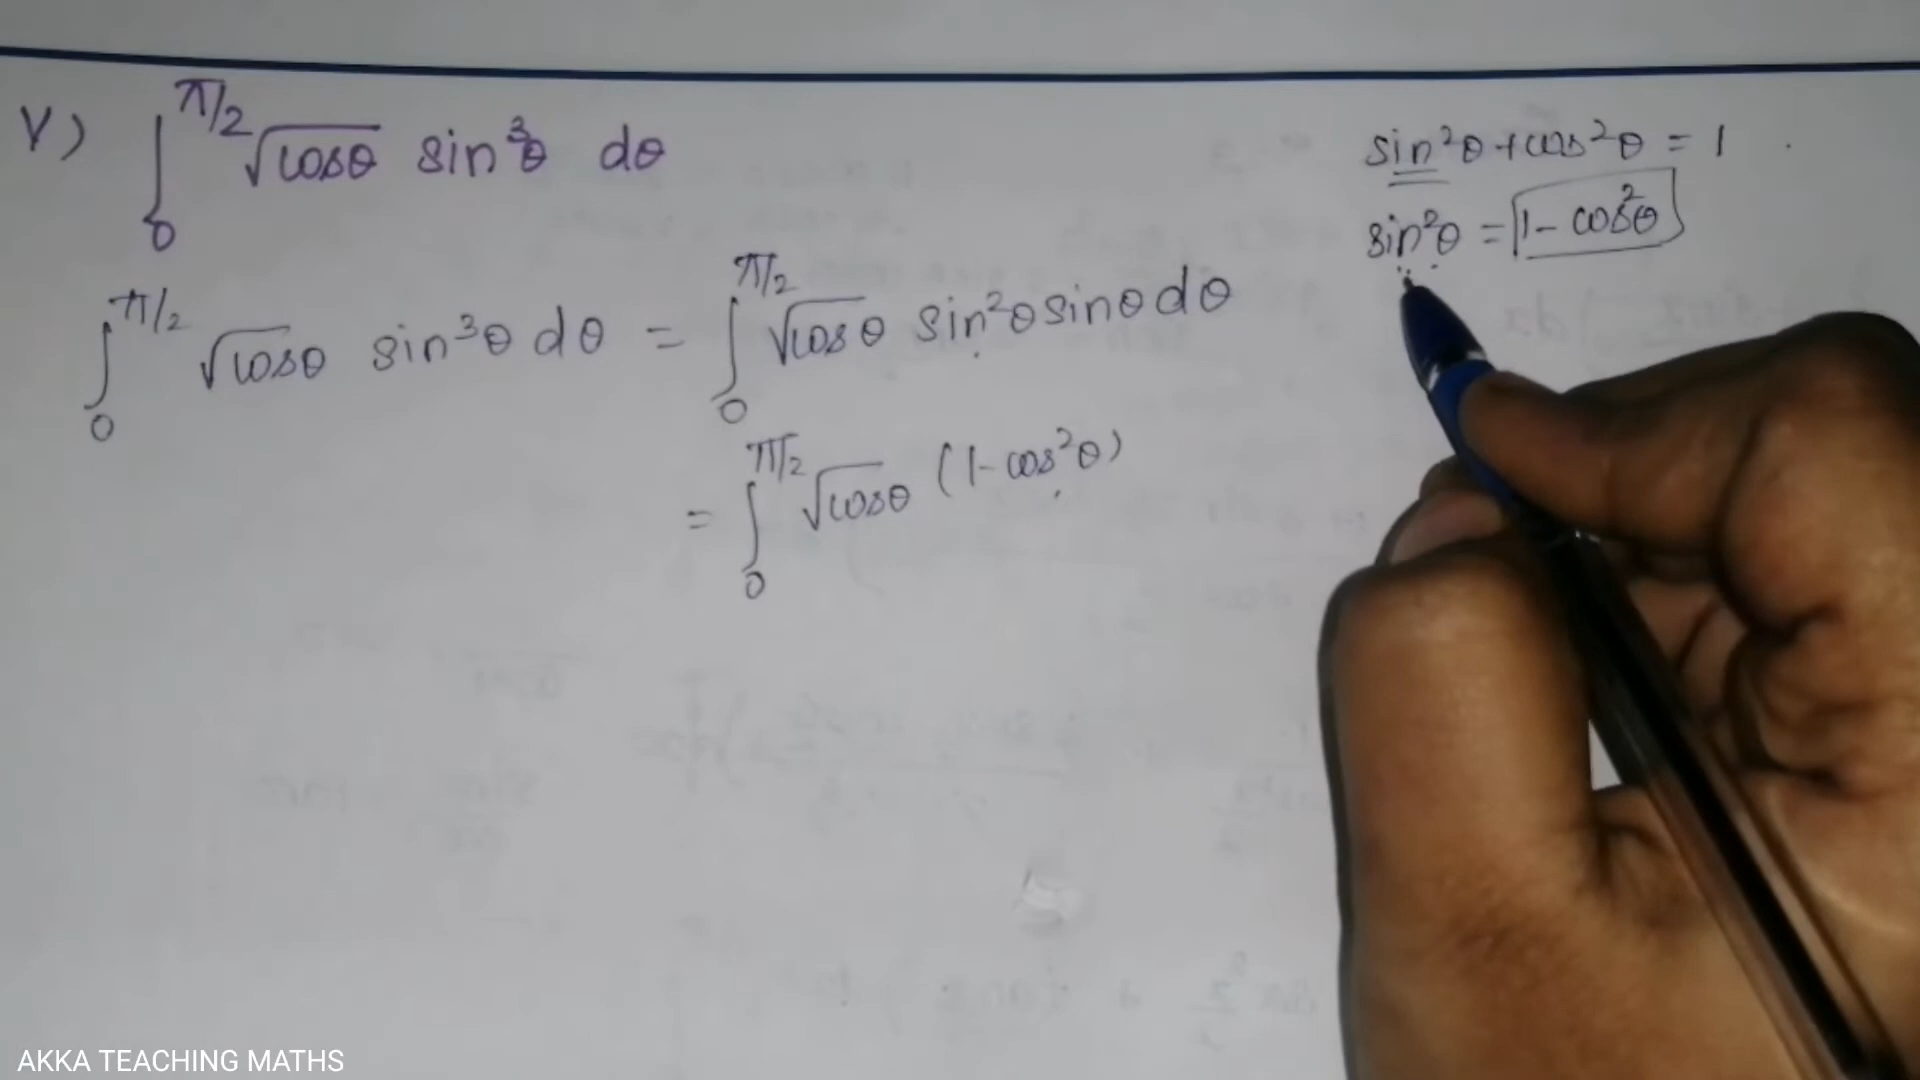 V) ∫₀^π/2 √cosθ sin³θ dθ
sin²θ + cos²θ = 1
sin²θ = 1 - cos²θ
∫₀^π/2 √cosθ sin³θ dθ = ∫₀^π/2 √cosθ sin²θ sinθ dθ
= ∫₀^π/2 √cosθ (1 - cos²θ)
AKKA TEACHING MATHS